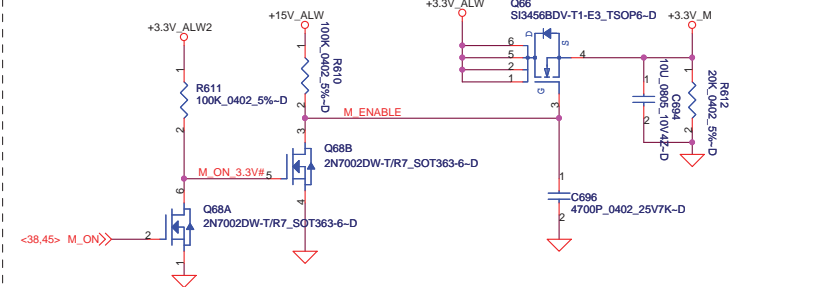 +3.3V_ALW
Q66
SI3456BDV-T1-E3_TSOP6~D
+3.3V_M
+15V_ALW
+3.3V_ALW2
100K_0402_5%~D
R610
1
2
R611
100K_0402_5%~D
1
2
6
5
2
1
D
S
G
4
3
1
2
10U_0805_10V4Z~D
C694
1
2
R612
20K_0402_5%~D
M_ENABLE
3
Q68B
2N7002DW-T/R7_SOT363-6~D
M_ON_3.3V#
5
4
6
Q68A
2N7002DW-T/R7_SOT363-6~D
1
C696
4700P_0402_25V7K~D
2
<38,45> M_ON
2
1